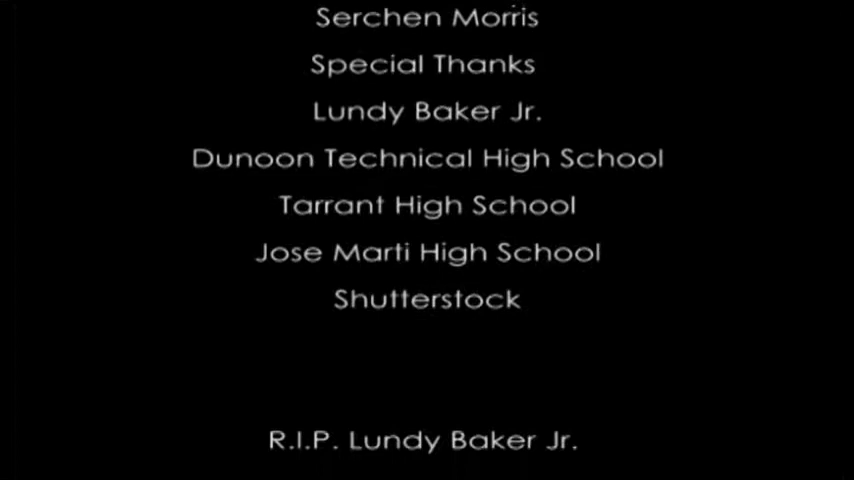 Serchen Morris
Special Thanks
Lundy Baker Jr.
Dunoon Technical High School
Tarrant High School
Jose Marti High School
Shutterstock
R.I.P. Lundy Baker Jr.